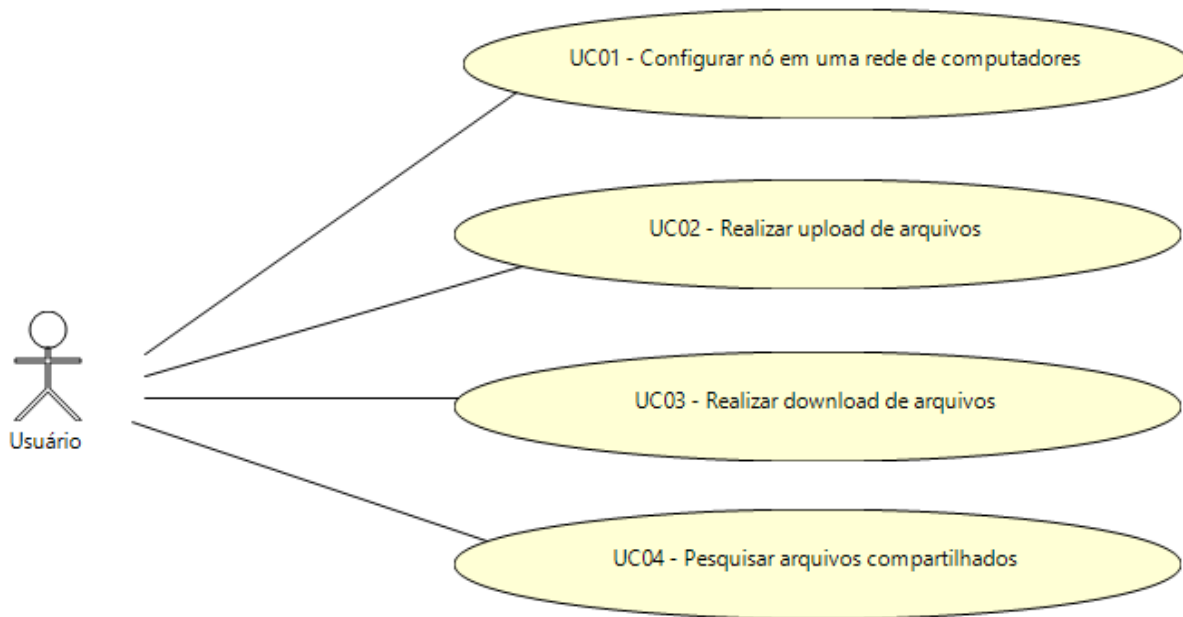 UC01 - Configurar nó em uma rede de computadores
UC02 - Realizar upload de arquivos
UC03 - Realizar download de arquivos
Usuário
UC04 - Pesquisar arquivos compartilhados